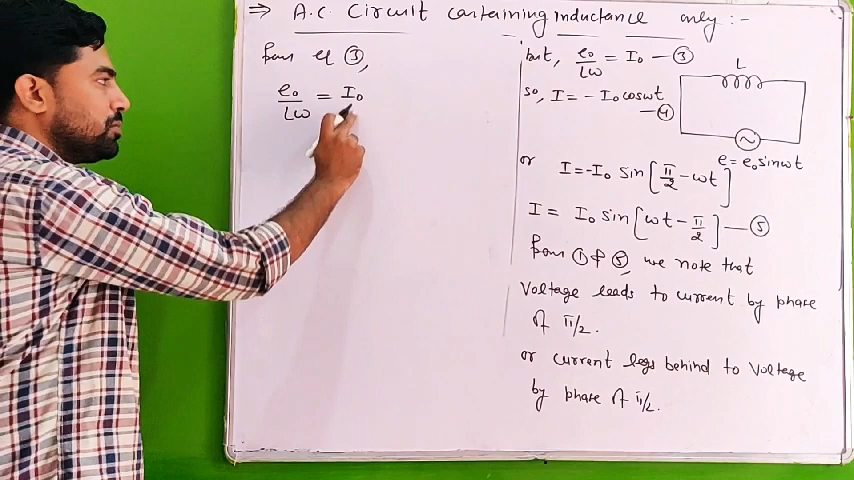 ⇒ A.C. Circuit containing inductance only :-
from eq ③,
e₀/Lω = I₀
but, e₀/Lω = I₀ — ③
so, I = - I₀ cosωt
— ④
L
e = e₀ sinωt
or I = -I₀ sin[π/2 - ωt]
I = I₀ sin[ωt - π/2] — ⑤
from ① & ⑤, we note that
Voltage leads to current by phase
of π/2.
or current legs behind to voltage
by phase of π/2.